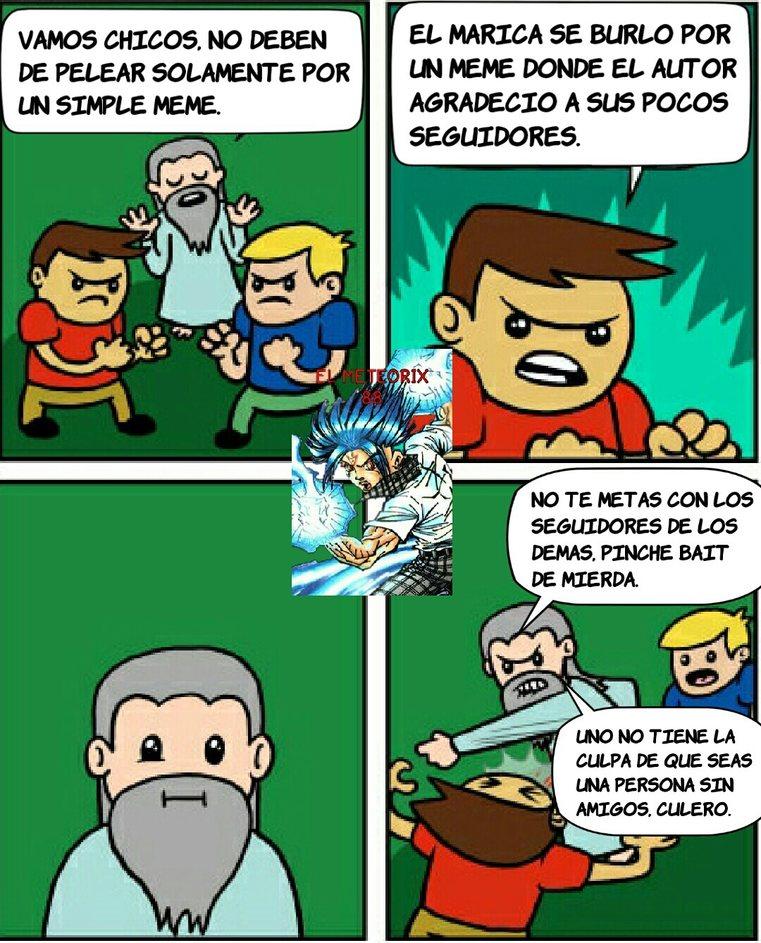 VAMOS CHICOS, NO DEBEN
DE PELEAR SOLAMENTE POR
UN SIMPLE MEME.
EL MARICA SE BURLO POR
UN MEME DONDE EL AUTOR
AGRADECIO A SUS POCOS
SEGUIDORES.
EL METEORIX
88
NO TE METAS CON LOS
SEGUIDORES DE LOS
DEMAS, PINCHE BAIT
DE MIERDA.
UNO NO TIENE LA
CULPA DE QUE SEAS
UNA PERSONA SIN
AMIGOS, CULERO.